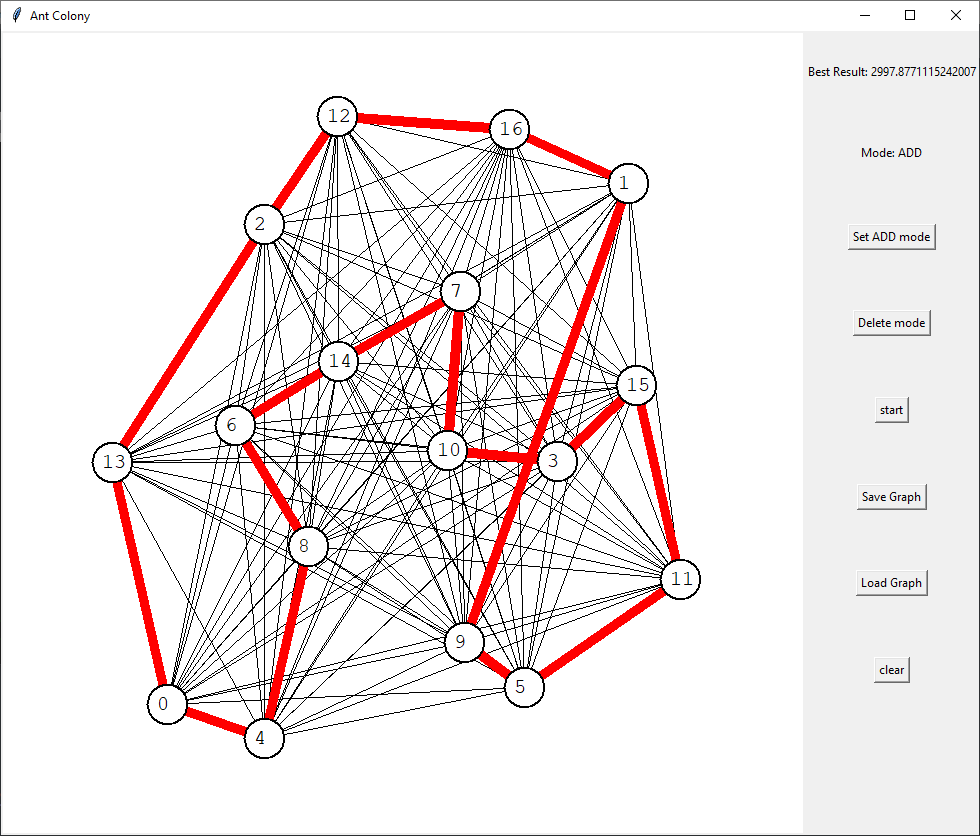 Ant Colony
Best Result: 2997.8771115242007
Mode: ADD
Set ADD mode
Delete mode
start
Save Graph
Load Graph
clear
12
16
1
2
7
14
15
6
10
3
13
8
11
9
5
0
4